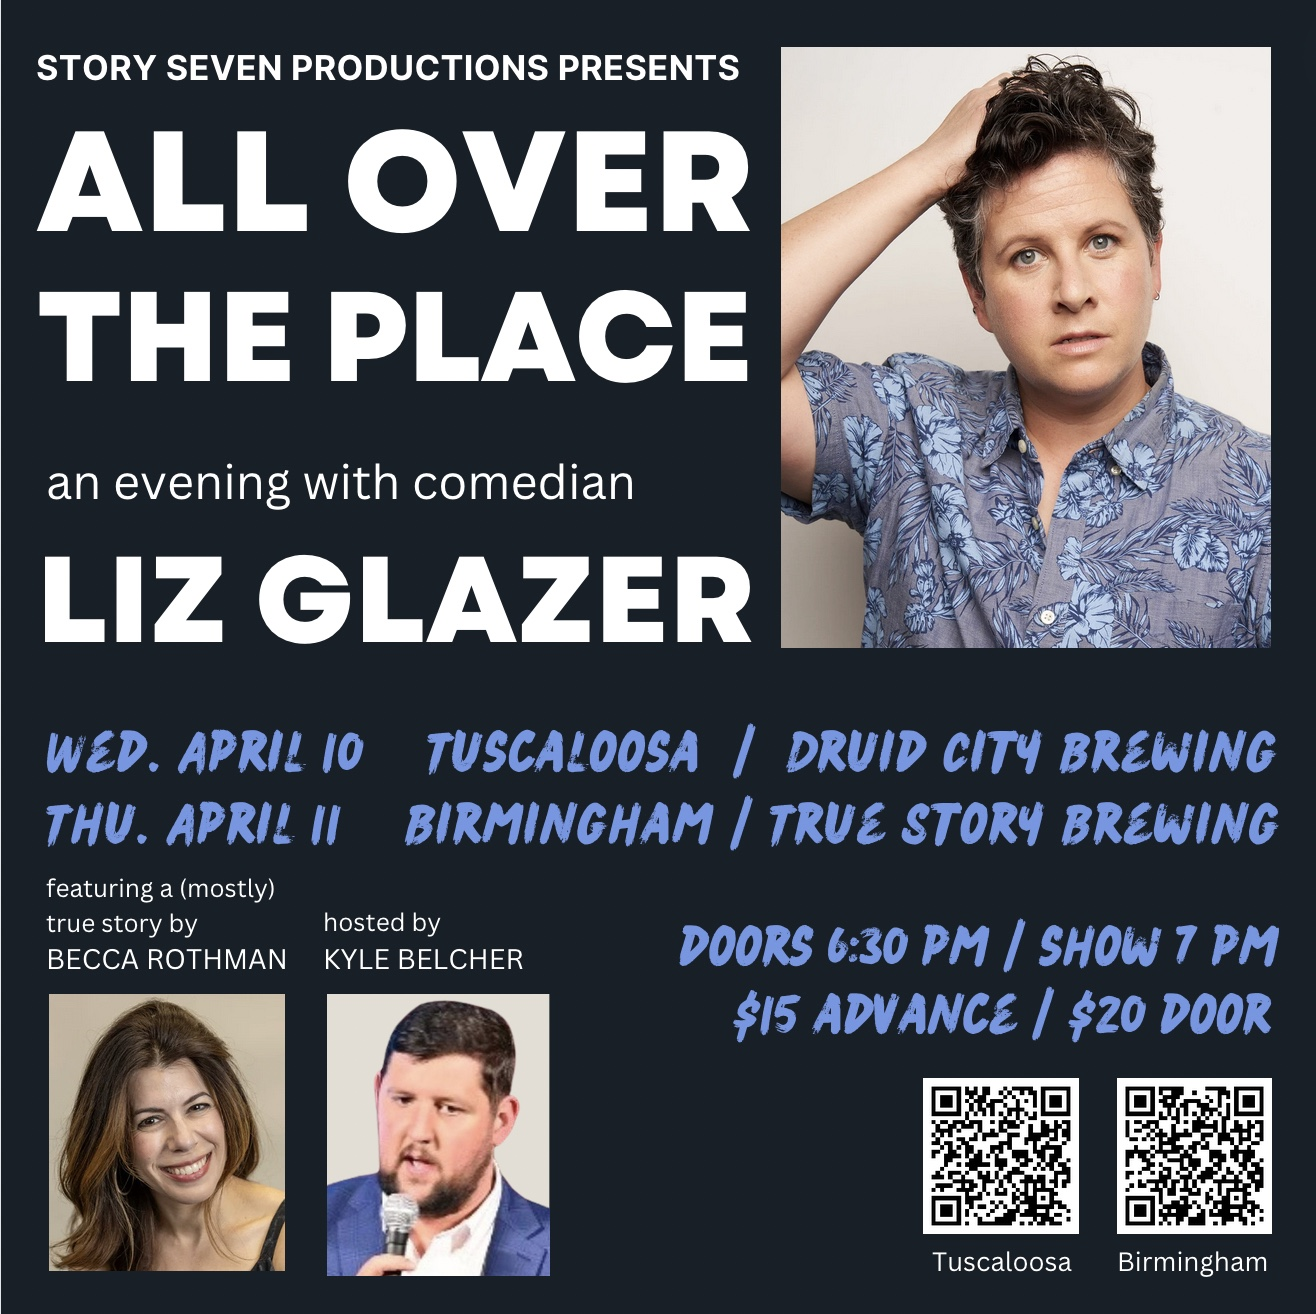 STORY SEVEN PRODUCTIONS PRESENTS
ALL OVER
THE PLACE
an evening with comedian
LIZ GLAZER
WED. APRIL 10 TUSCALOOSA / DRUID CITY BREWING
THU. APRIL 11 BIRMINGHAM / TRUE STORY BREWING
featuring a (mostly)
true story by
BECCA ROTHMAN
hosted by
KYLE BELCHER
DOORS 6:30 PM / SHOW 7 PM
$15 ADVANCE / $20 DOOR
Tuscaloosa
Birmingham